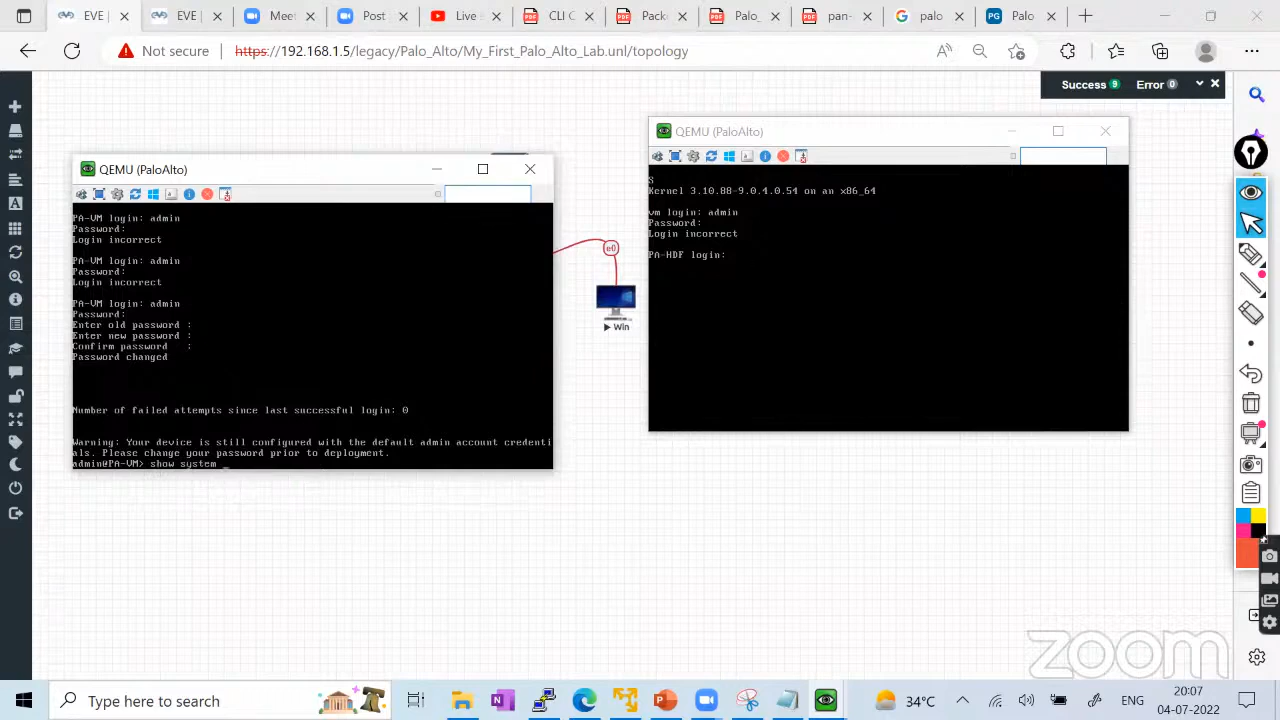 EVE
EVE
Post
Live
CLI C
Palo
Palo_
pan-
palo
Palo
Not secure
https://192.168.1.5/legacy/Palo_Alto/My_First_Palo_Alto_Lab.unl/topology
Success 9 Error 0
QEMU (PaloAlto)
PA-VM login: admin
Password:
Login incorrect
PA-VM login: admin
Password:
Login incorrect
PA-VM login: admin
Password:
Enter old password :
Enter new password :
Confirm password   :
Password changed
Number of failed attempts since last successful login: 0
Warning: Your device is still configured with the default admin account credenti
als. Please change your password prior to deployment.
admin@PA-VM> show system _
e0
Win
QEMU (PaloAlto)
S
Kernel 3.10.88-9.0.4.0.54 on an x86_64
vm login: admin
Password:
Login incorrect
PA-HDF login:
zoom
Type here to search
34°C
ENG
20:07
04-07-2022